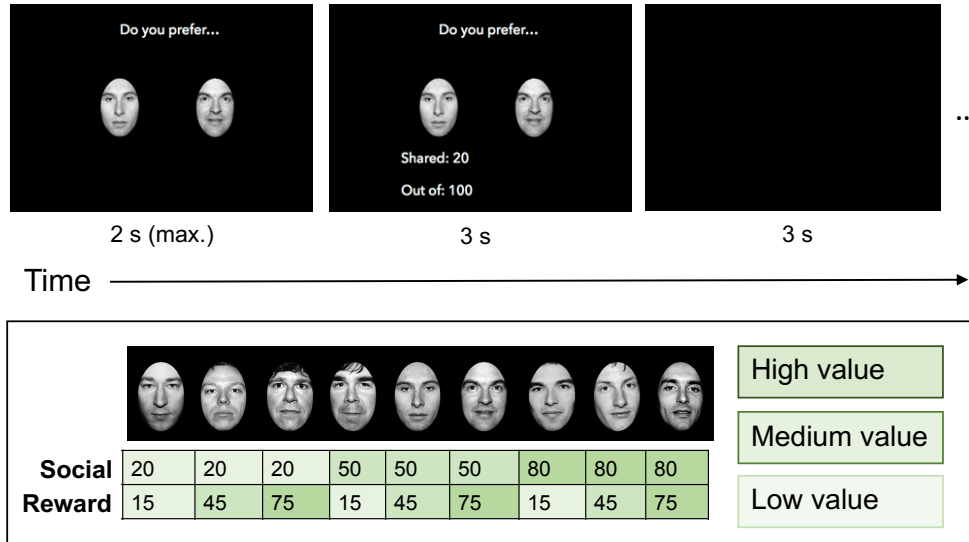 Do you prefer...
Do you prefer...
Shared: 20
Out of: 100
...
2 s (max.)
3 s
3 s
Time
High value
Medium value
Low value
Social 20 20 20 50 50 50 80 80 80
Reward 15 45 75 15 45 75 15 45 75